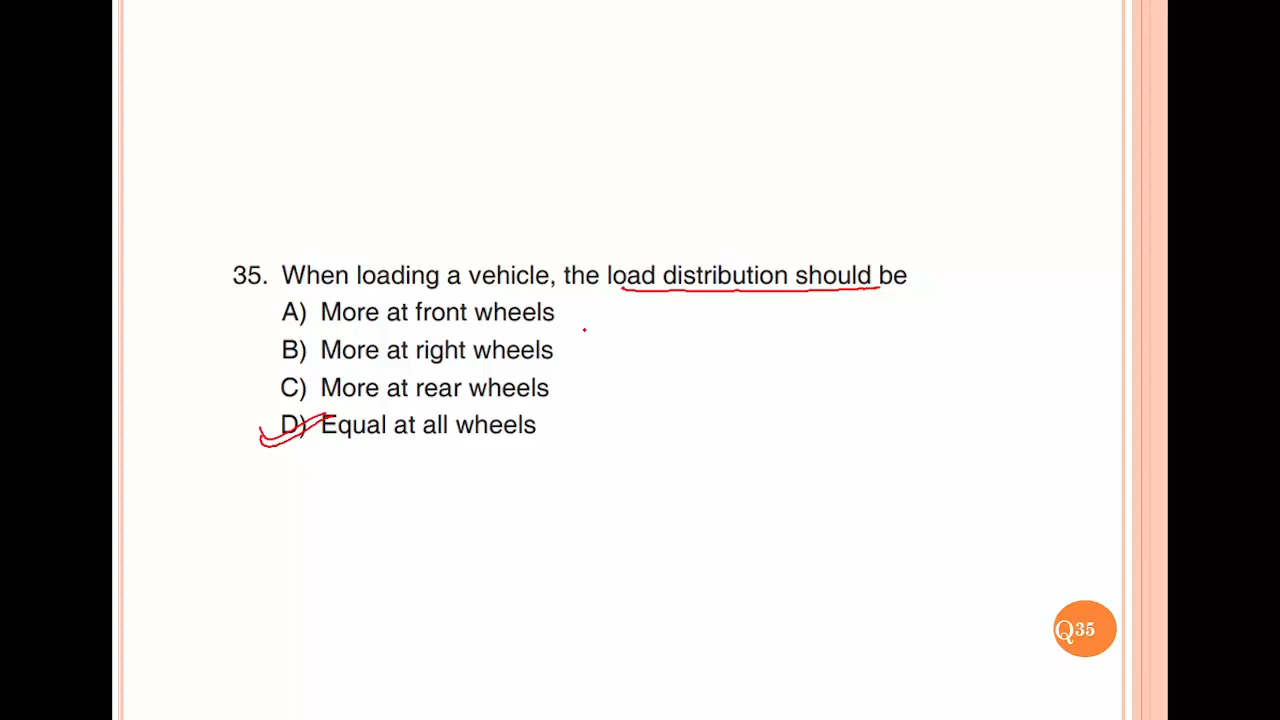 35. When loading a vehicle, the load distribution should be
A) More at front wheels
B) More at right wheels
C) More at rear wheels
D) Equal at all wheels
Q35